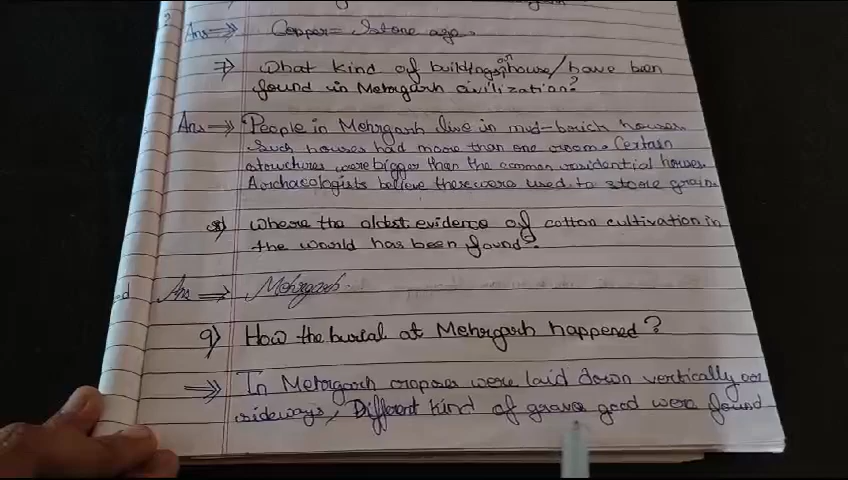 Ans ⇒ Copper = Istone age.
7) What kind of buildings, on house/ have been
found in Mehrgarh civilization?
Ans ⇒ People in Mehrgarh live in mud-brick houses.
Such houses had more than one room. Certain
structures were bigger than the common residential houses.
Archaeologists believe these were used to store grain.
8) Where the oldest evidence of cotton cultivation in
the world has been found?
Ans ⇒ Mehrgarh.
9) How the burial at Mehrgarh happened?
⇒ In Mehrgarh cropses were laid down vertically or
sideways, Different kind of grave good were found